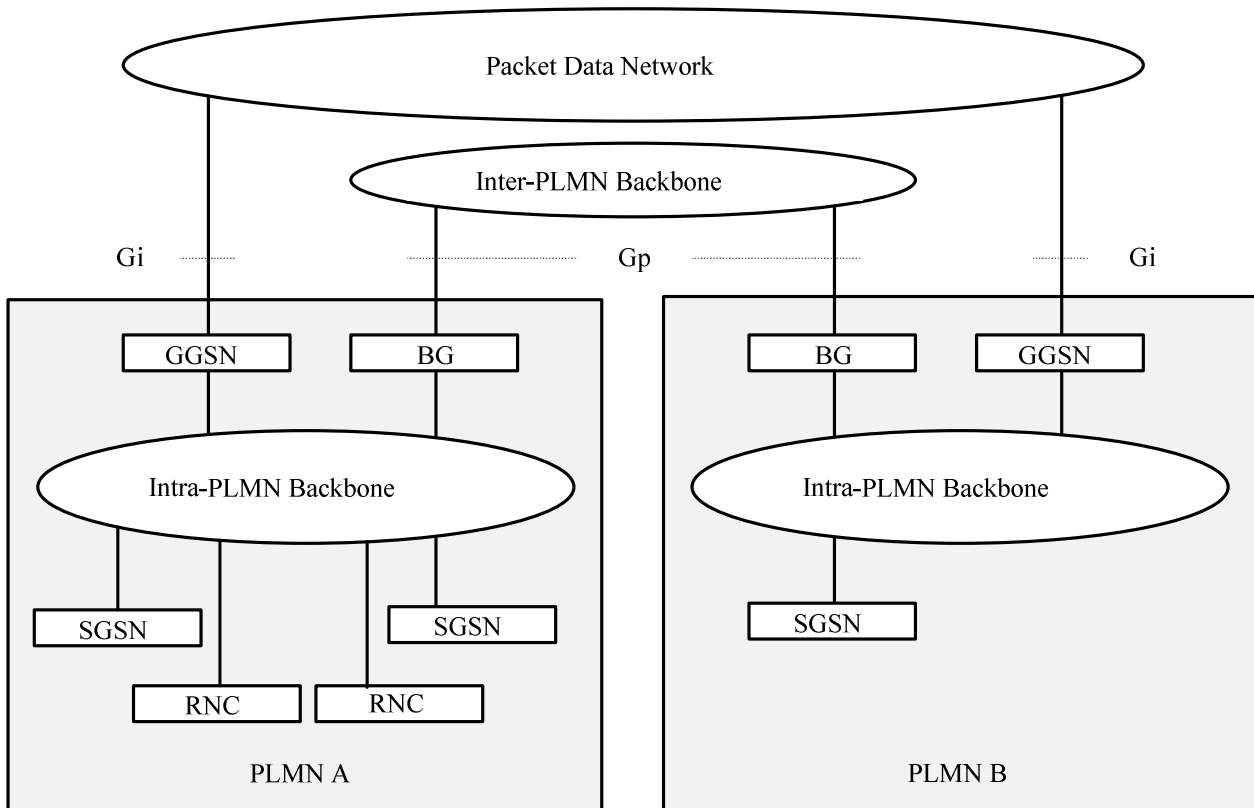 Packet Data Network
Inter-PLMN Backbone
Gi
Gp
Gi
GGSN
BG
BG
GGSN
Intra-PLMN Backbone
Intra-PLMN Backbone
SGSN
SGSN
SGSN
RNC
RNC
PLMN A
PLMN B